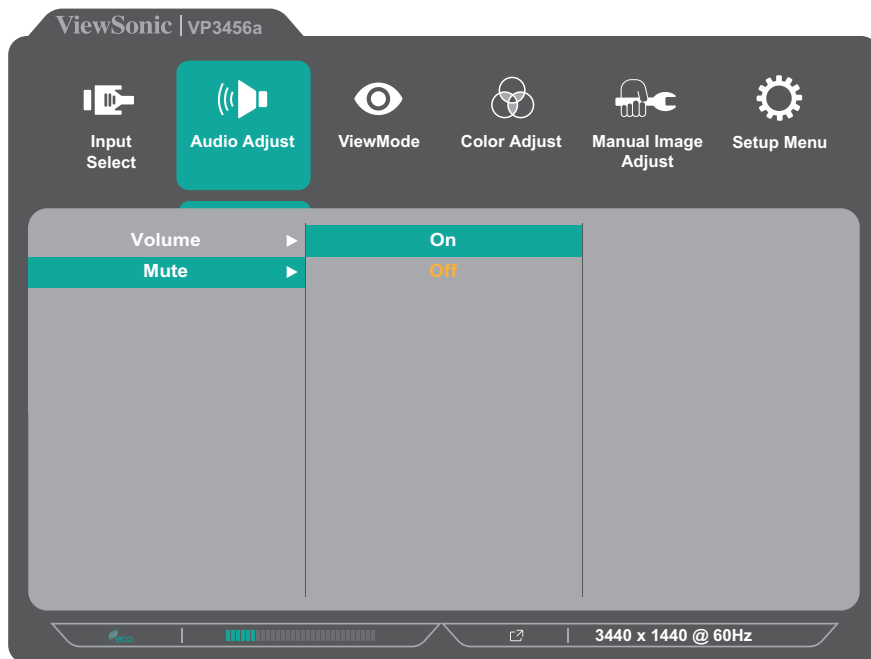 ViewSonic | VP3456a
Input
Select
Audio Adjust
ViewMode
Color Adjust
Manual Image
Adjust
Setup Menu
Volume
On
Mute
Off
eco
3440 x 1440 @ 60Hz